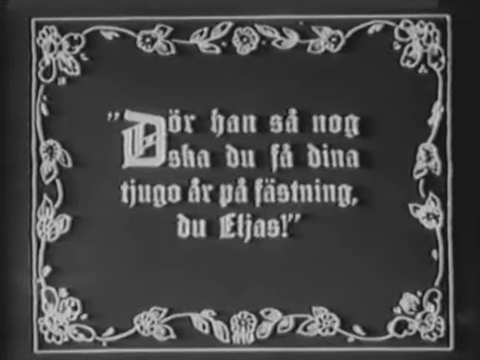 "Dör han så nog
ska du få dina
tjugo år på fästning,
du Eljas!"